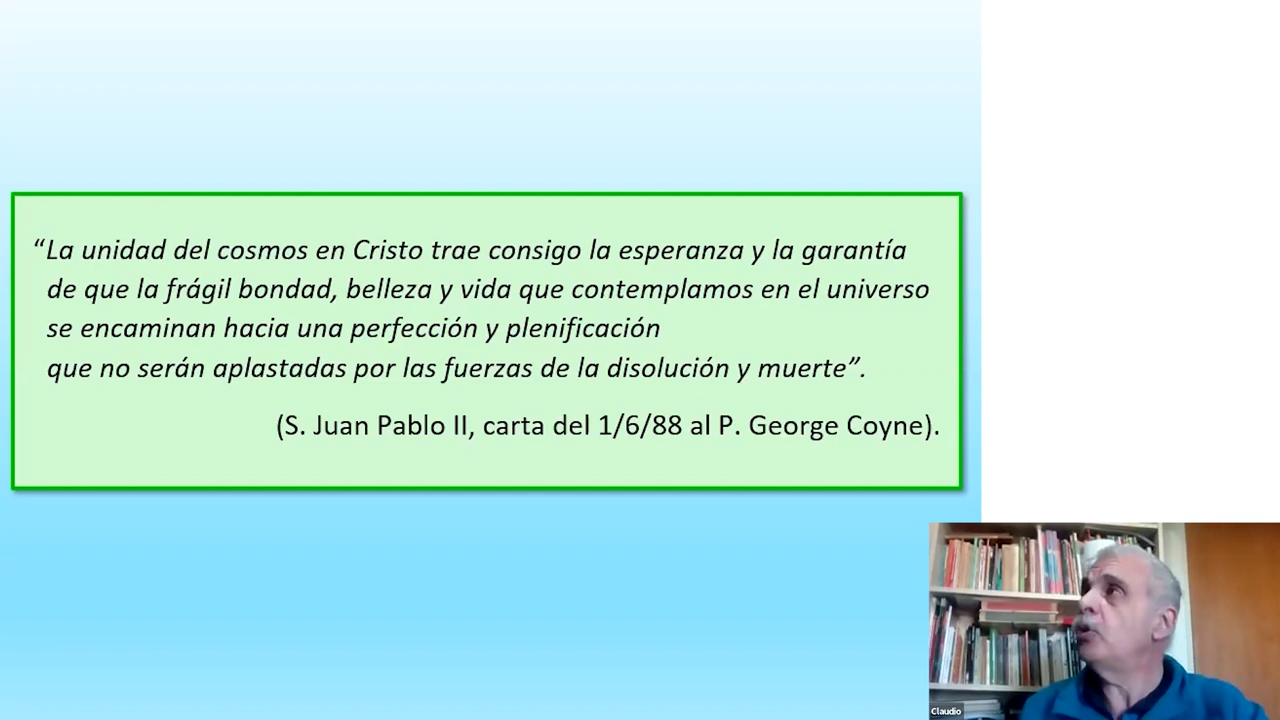 “La unidad del cosmos en Cristo trae consigo la esperanza y la garantía
de que la frágil bondad, belleza y vida que contemplamos en el universo
se encaminan hacia una perfección y plenificación
que no serán aplastadas por las fuerzas de la disolución y muerte”.
(S. Juan Pablo II, carta del 1/6/88 al P. George Coyne).
Claudio